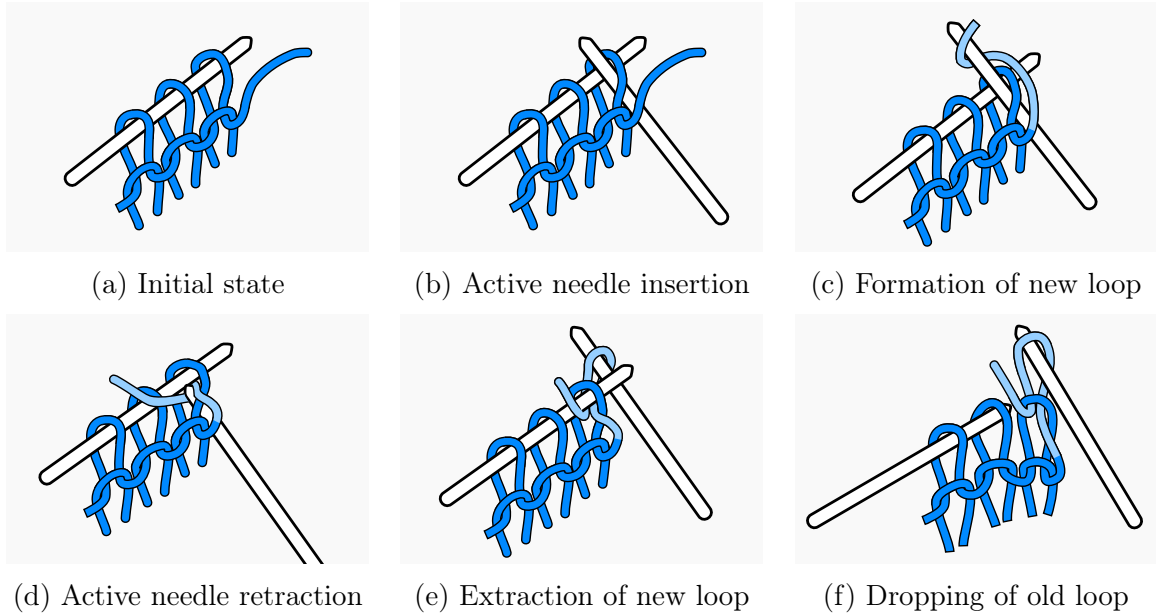 (a) Initial state
(b) Active needle insertion
(c) Formation of new loop
(d) Active needle retraction
(e) Extraction of new loop
(f) Dropping of old loop